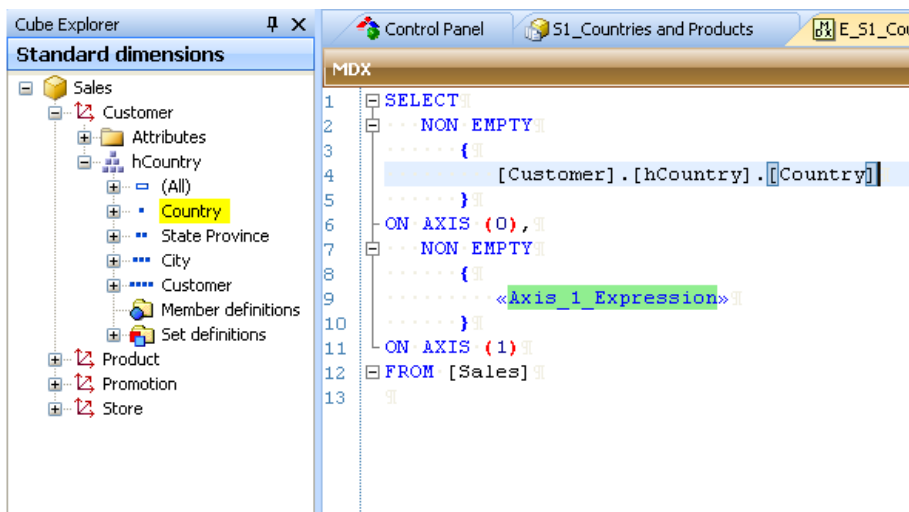 Cube Explorer
Standard dimensions
Sales
Customer
Attributes
hCountry
(All)
Country
State Province
City
Customer
Member definitions
Set definitions
Product
Promotion
Store
Control Panel
S1_Countries and Products
E_S1_Cou
MDX
1 SELECT
2 NON EMPTY
3 {
4 [Customer].[hCountry].[Country]
5 }
6 ON AXIS (0),
7 NON EMPTY
8 {
9 «Axis_1_Expression»
10 }
11 ON AXIS (1)
12 FROM [Sales]
13